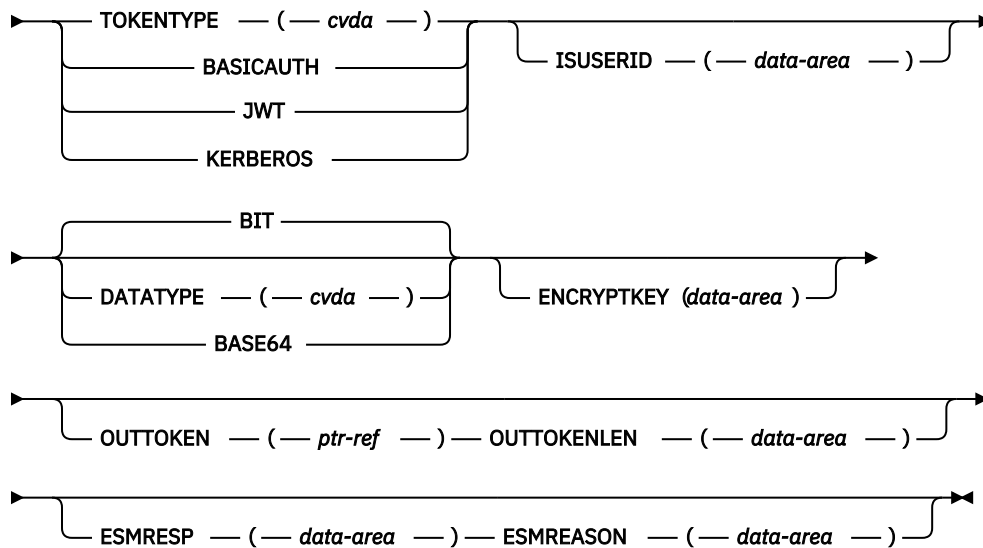 TOKENTYPE ( cvda )
BASICAUTH
JWT
KERBEROS
ISUSERID ( data-area )
BIT
DATATYPE ( cvda )
BASE64
ENCRYPTKEY (data-area )
OUTTOKEN ( ptr-ref ) OUTTOKENLEN ( data-area )
ESMRESP ( data-area ) ESMREASON ( data-area )